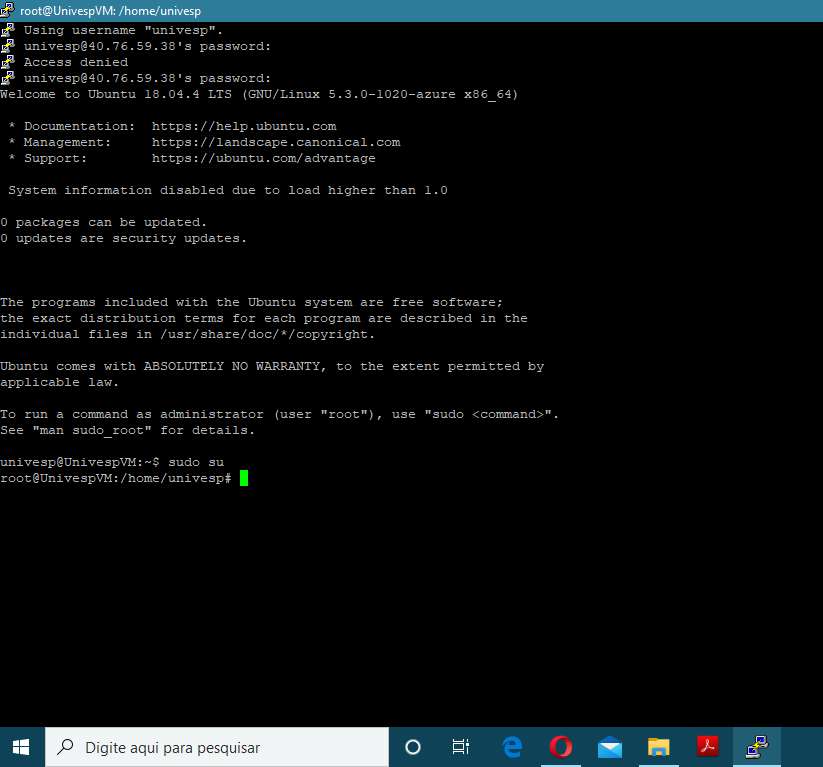 root@UnivespVM: /home/univesp
Using username "univesp".
univesp@40.76.59.38's password:
Access denied
univesp@40.76.59.38's password:
Welcome to Ubuntu 18.04.4 LTS (GNU/Linux 5.3.0-1020-azure x86_64)
* Documentation:  https://help.ubuntu.com
* Management:     https://landscape.canonical.com
* Support:        https://ubuntu.com/advantage
System information disabled due to load higher than 1.0
0 packages can be updated.
0 updates are security updates.
The programs included with the Ubuntu system are free software;
the exact distribution terms for each program are described in the
individual files in /usr/share/doc/*/copyright.
Ubuntu comes with ABSOLUTELY NO WARRANTY, to the extent permitted by
applicable law.
To run a command as administrator (user "root"), use "sudo <command>".
See "man sudo_root" for details.
univesp@UnivespVM:~$ sudo su
root@UnivespVM:/home/univesp#
Digite aqui para pesquisar